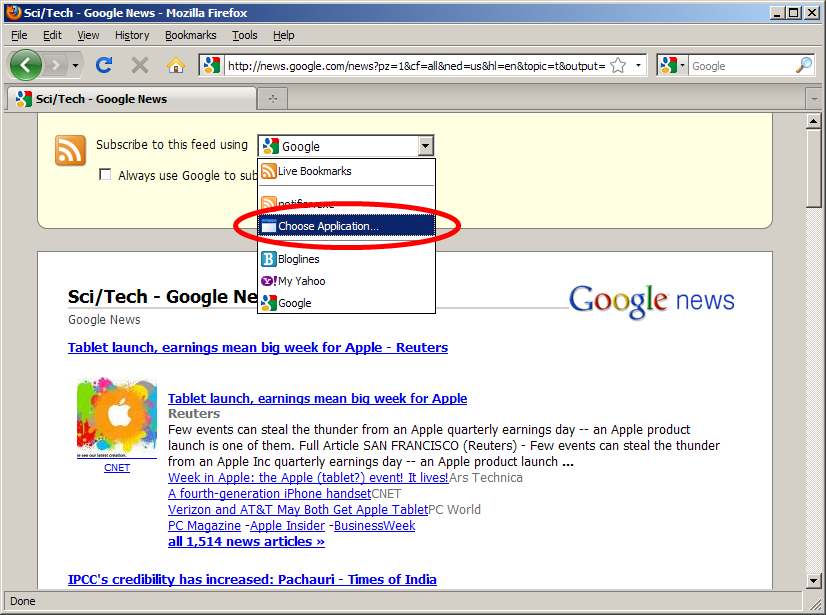 Sci/Tech - Google News - Mozilla Firefox
File Edit View History Bookmarks Tools Help
http://news.google.com/news?pz=1&cf=all&ned=us&hl=en&topic=t&output= Google
Sci/Tech - Google News
Subscribe to this feed using Google
Live Bookmarks
Always use Google to sub
notifier.exe
Choose Application...
Bloglines
My Yahoo
Google
Sci/Tech - Google Ne
Google news
Google News
Tablet launch, earnings mean big week for Apple - Reuters
Tablet launch, earnings mean big week for Apple
Reuters
Few events can steal the thunder from an Apple quarterly earnings day -- an Apple product
launch is one of them. Full Article SAN FRANCISCO (Reuters) - Few events can steal the thunder
from an Apple Inc quarterly earnings day -- an Apple product launch ...
CNET
Week in Apple: the Apple (tablet?) event! It lives!Ars Technica
A fourth-generation iPhone handsetCNET
Verizon and AT&T May Both Get Apple TabletPC World
PC Magazine -Apple Insider -BusinessWeek
all 1,514 news articles »
IPCC's credibility has increased: Pachauri - Times of India
Done